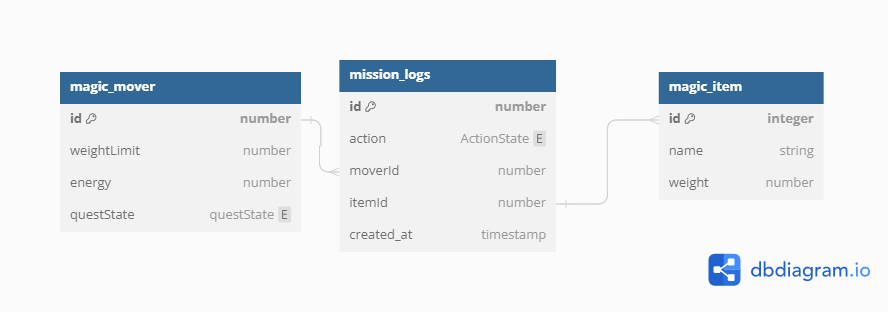 magic_mover
id number
weightLimit number
energy number
questState questState E
mission_logs
id number
action ActionState E
moverId number
itemId number
created_at timestamp
magic_item
id integer
name string
weight number
dbdiagram.io